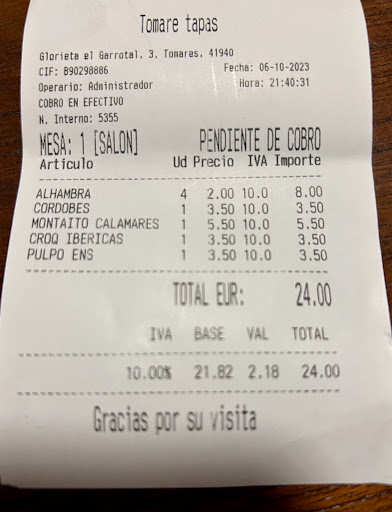 Tomare tapas
Glorieta el Garrotal, 3, Tomares, 41940
CIF: B90298886 Fecha: 06-10-2023
Operario: Administrador Hora: 21:40:31
COBRO EN EFECTIVO
N. Interno: 5355
MESA: 1 [SALON] PENDIENTE DE COBRO
Articulo Ud Precio IVA Importe
ALHAMBRA 4 2.00 10.0 8.00
CORDOBES 1 3.50 10.0 3.50
MONTAITO CALAMARES 1 5.50 10.0 5.50
CROQ IBERICAS 1 3.50 10.0 3.50
PULPO ENS 1 3.50 10.0 3.50
TOTAL EUR: 24.00
IVA BASE VAL TOTAL
10.00% 21.82 2.18 24.00
Gracias por su visita